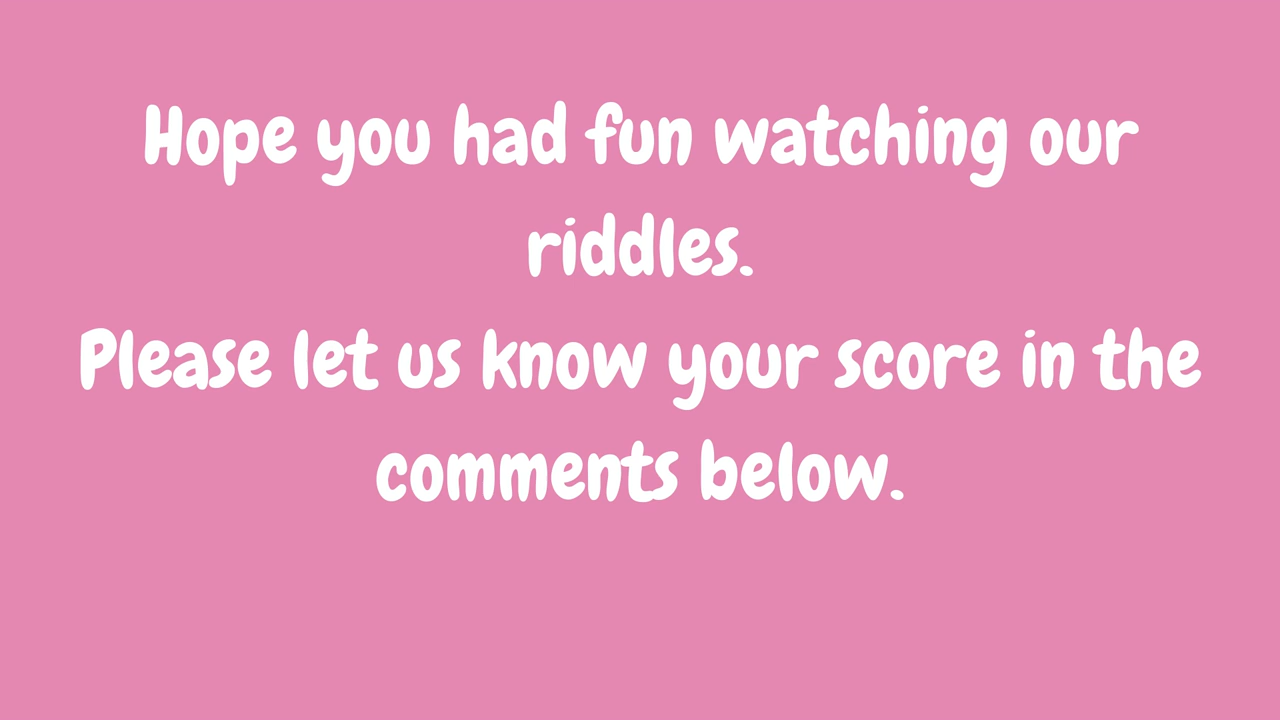 Hope you had fun watching our
riddles.
Please let us know your score in the
comments below.